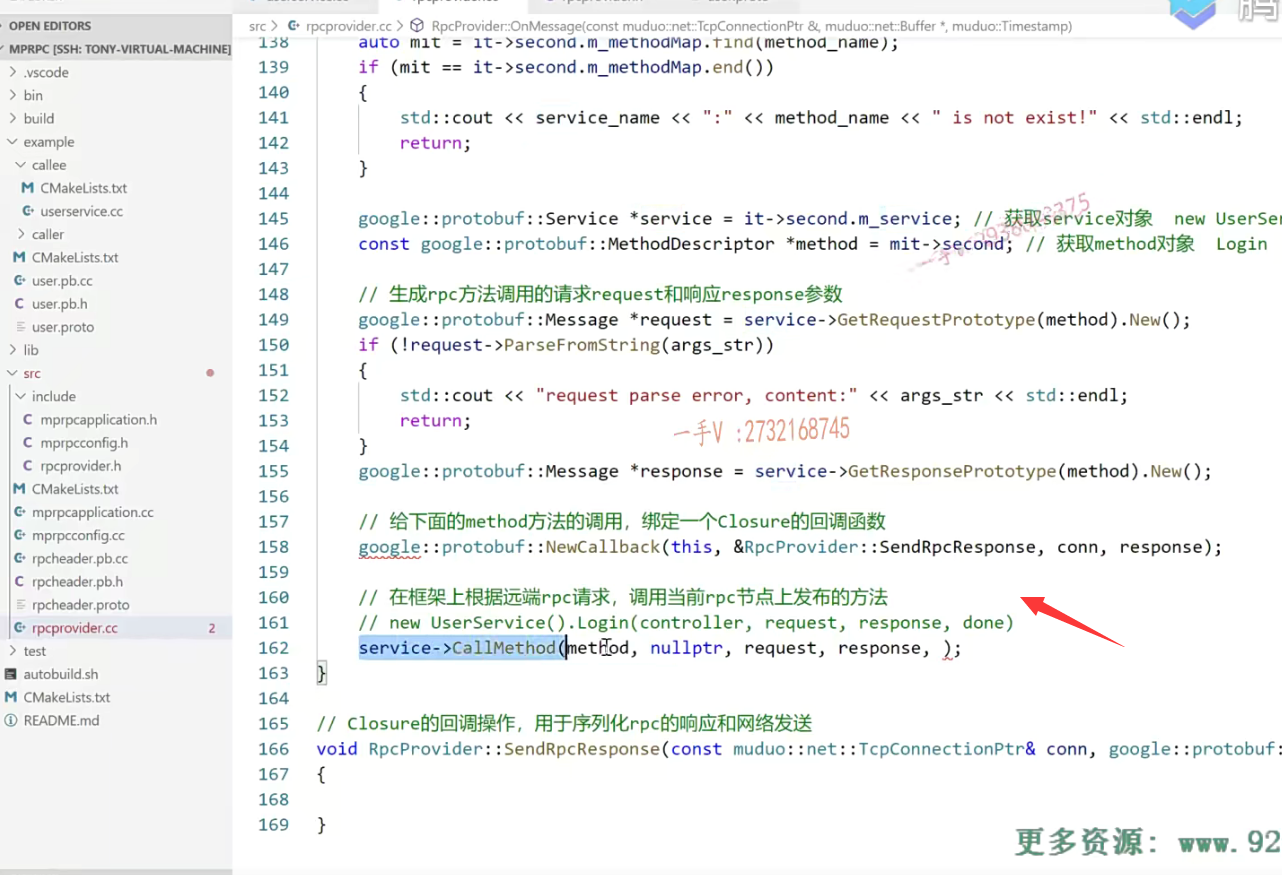 OPEN EDITORS
MPRPC [SSH: TONY-VIRTUAL-MACHINE]
.vscode
bin
build
example
callee
CMakeLists.txt
userservice.cc
caller
CMakeLists.txt
user.pb.cc
user.pb.h
user.proto
lib
src
include
mprpcapplication.h
mprpcconfig.h
rpcprovider.h
CMakeLists.txt
mprpcapplication.cc
mprpcconfig.cc
rpcheader.pb.cc
rpcheader.pb.h
rpcheader.proto
rpcprovider.cc 2
test
autobuild.sh
CMakeLists.txt
README.md
src > rpcprovider.cc > RpcProvider::OnMessage(const muduo::net::TcpConnectionPtr &, muduo::net::Buffer *, muduo::Timestamp)
138 auto mit = it->second.m_methodMap.find(method_name);
139 if (mit == it->second.m_methodMap.end())
140 {
141 std::cout << service_name << ":" << method_name << " is not exist!" << std::endl;
142 return;
143 }
144
145 google::protobuf::Service *service = it->second.m_service; // 获取service对象 new UserSer
146 const google::protobuf::MethodDescriptor *method = mit->second; // 获取method对象 Login
147
148 // 生成rpc方法调用的请求request和响应response参数
149 google::protobuf::Message *request = service->GetRequestPrototype(method).New();
150 if (!request->ParseFromString(args_str))
151 {
152 std::cout << "request parse error, content:" << args_str << std::endl;
153 return;
154 }
155 google::protobuf::Message *response = service->GetResponsePrototype(method).New();
156
157 // 给下面的method方法的调用，绑定一个Closure的回调函数
158 google::protobuf::NewCallback(this, &RpcProvider::SendRpcResponse, conn, response);
159
160 // 在框架上根据远端rpc请求，调用当前rpc节点上发布的方法
161 // new UserService().Login(controller, request, response, done)
162 service->CallMethod(method, nullptr, request, response, );
163 }
164
165 // Closure的回调操作，用于序列化rpc的响应和网络发送
166 void RpcProvider::SendRpcResponse(const muduo::net::TcpConnectionPtr& conn, google::protobuf:
167 {
168
169 }
一手V :2732168745
更多资源: www.92